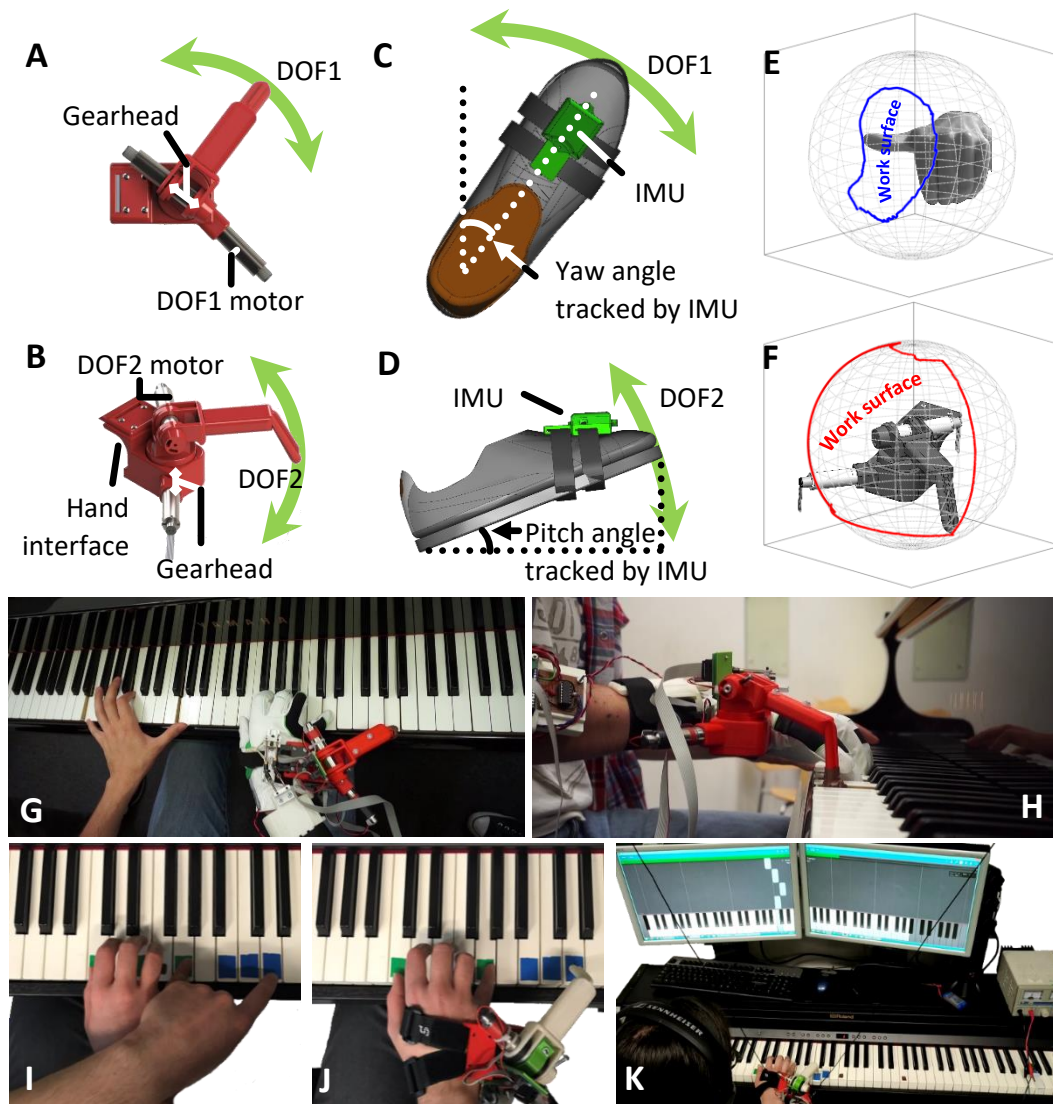 A
DOF1
Gearhead
DOF1 motor
B
DOF2 motor
DOF2
Hand
interface
Gearhead
C
DOF1
IMU
Yaw angle
tracked by IMU
D
IMU
DOF2
Pitch angle
tracked by IMU
E
Work surface
F
Work surface
YAMAHA
G
H
I
J
SENNHEISER
Roland
K